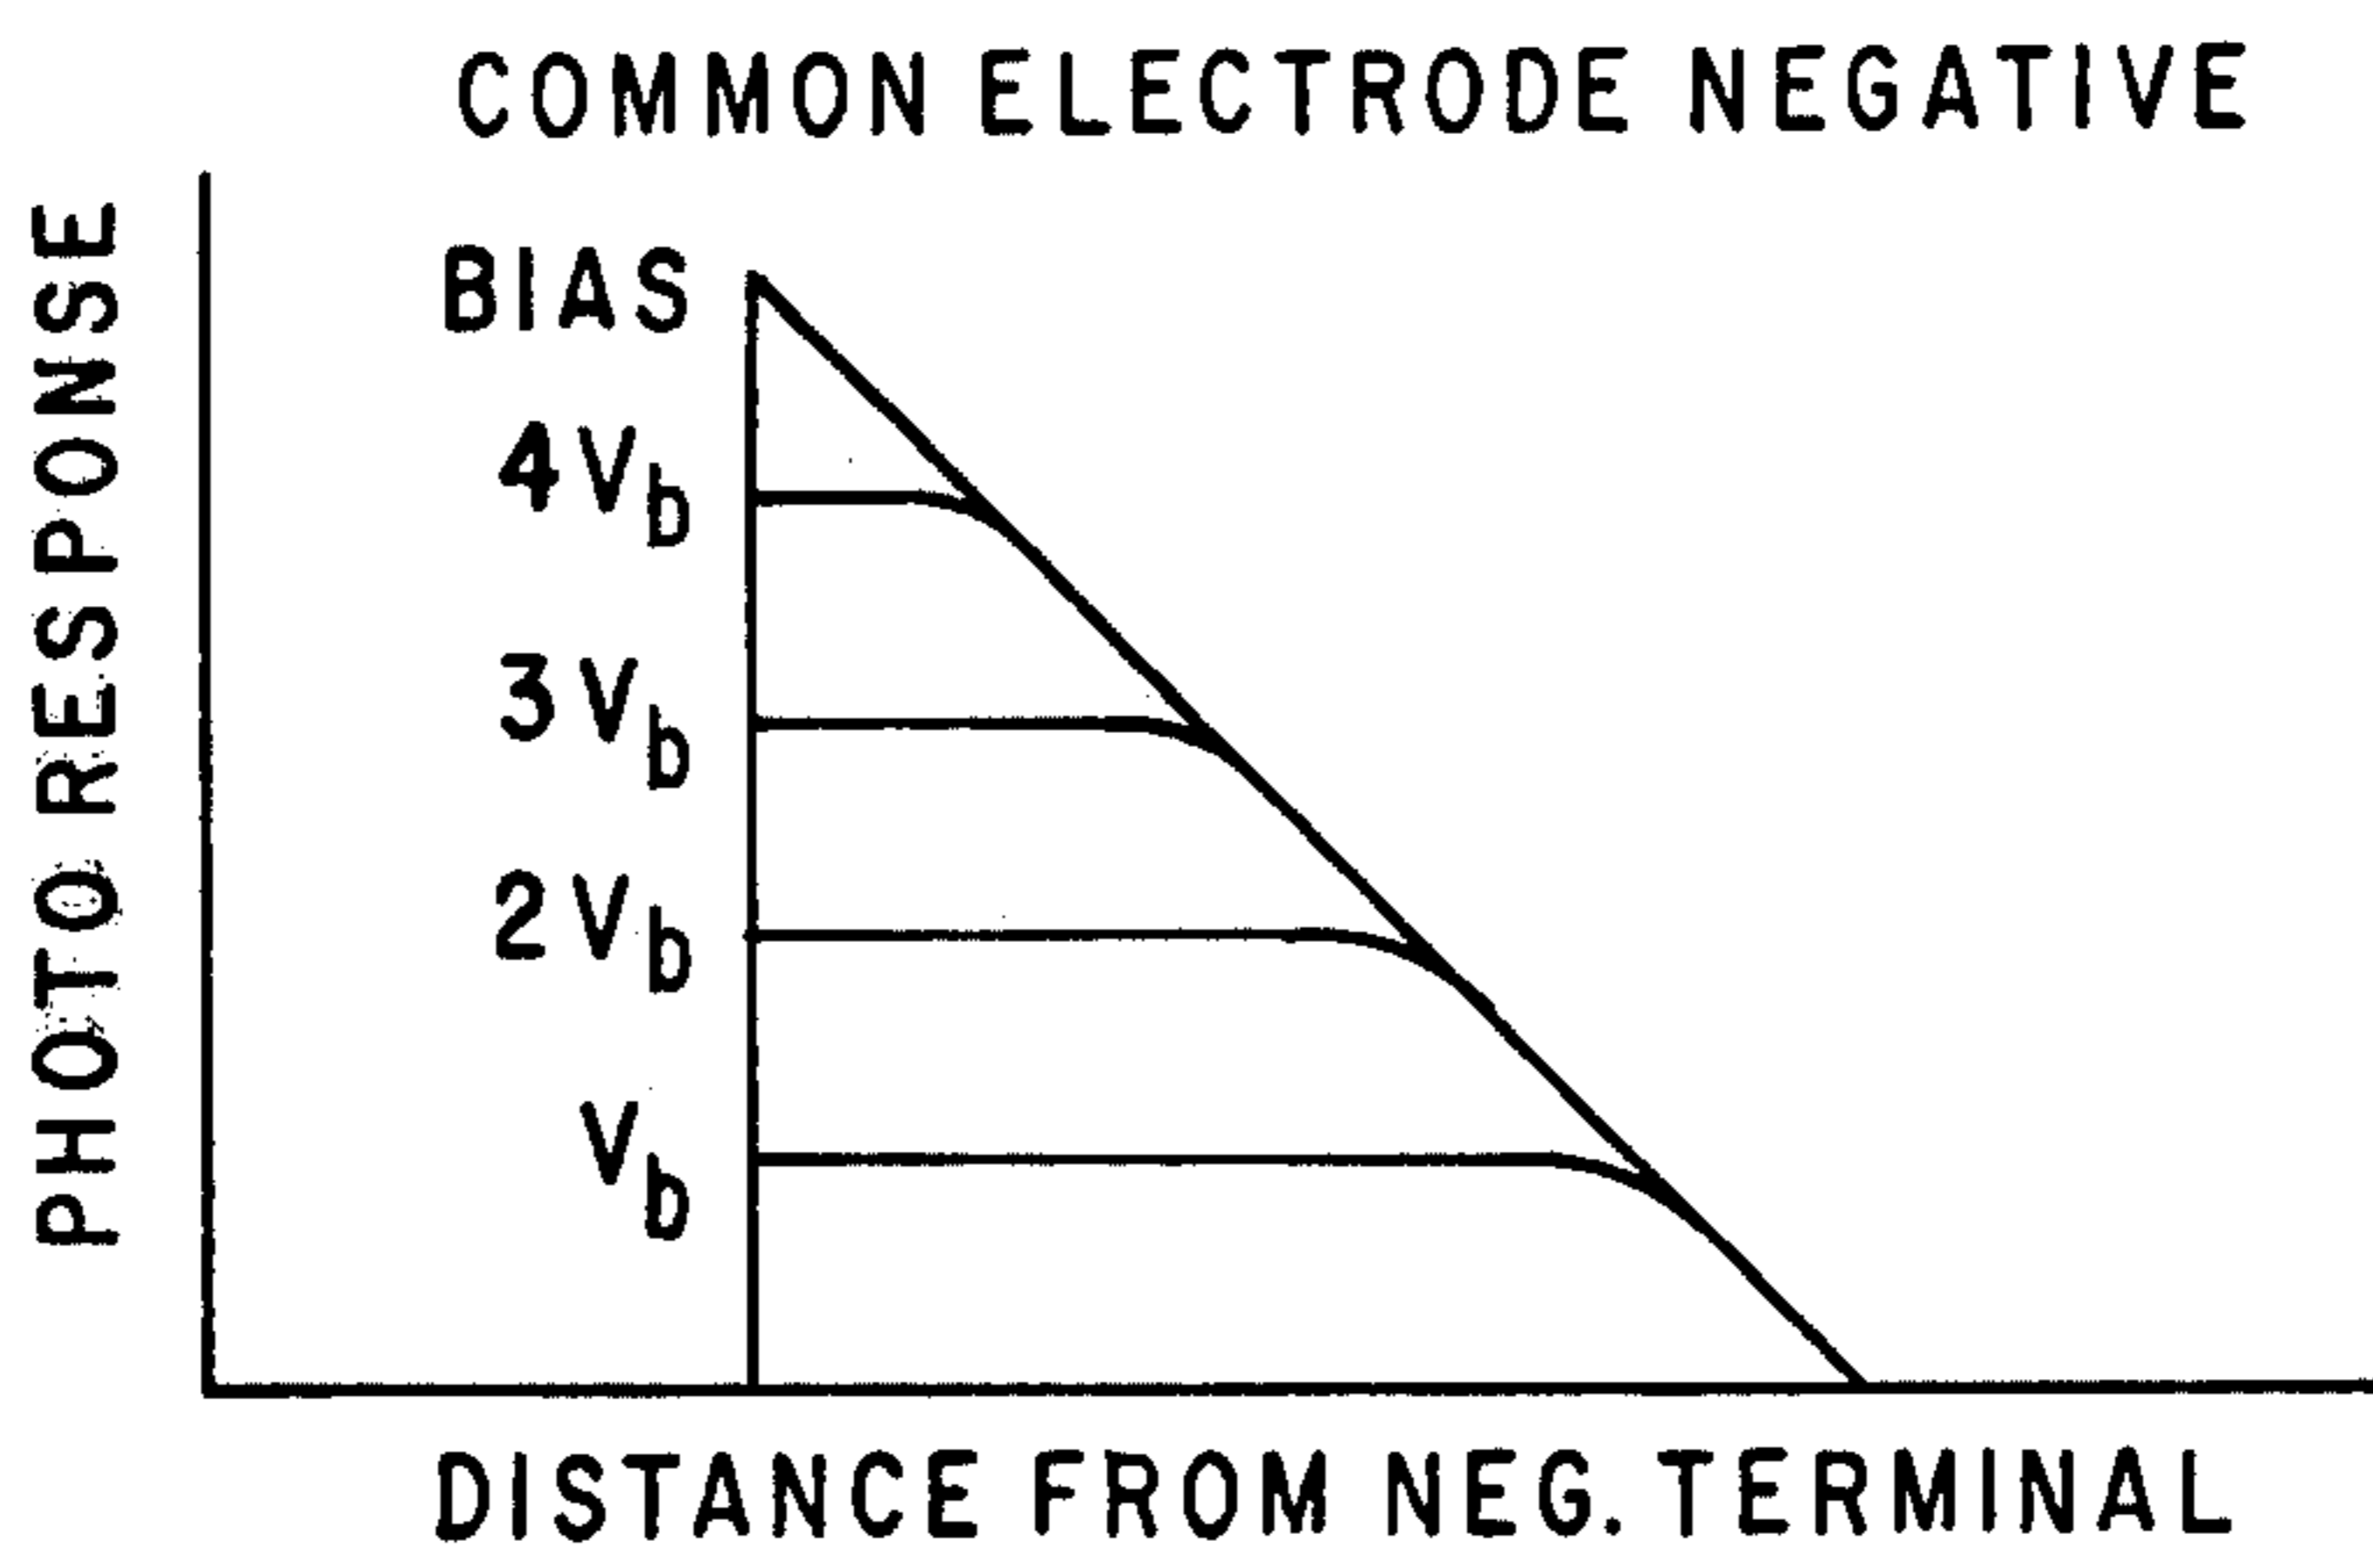 COMMON ELECTRODE NEGATIVE
PHOTO RESPONSE
BIAS
4Vb
3Vb
2Vb
Vb
DISTANCE FROM NEG. TERMINAL